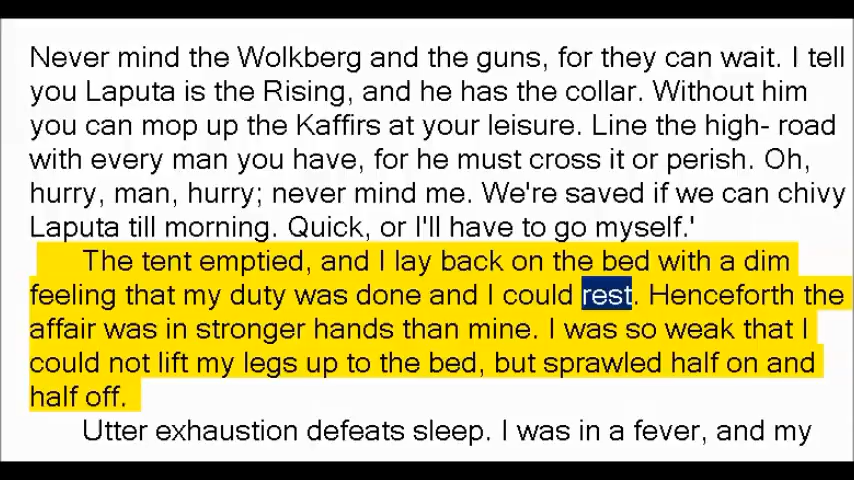 Never mind the Wolkberg and the guns, for they can wait. I tell
you Laputa is the Rising, and he has the collar. Without him
you can mop up the Kaffirs at your leisure. Line the high- road
with every man you have, for he must cross it or perish. Oh,
hurry, man, hurry; never mind me. We're saved if we can chivy
Laputa till morning. Quick, or I'll have to go myself.'
The tent emptied, and I lay back on the bed with a dim
feeling that my duty was done and I could rest. Henceforth the
affair was in stronger hands than mine. I was so weak that I
could not lift my legs up to the bed, but sprawled half on and
half off.
Utter exhaustion defeats sleep. I was in a fever, and my